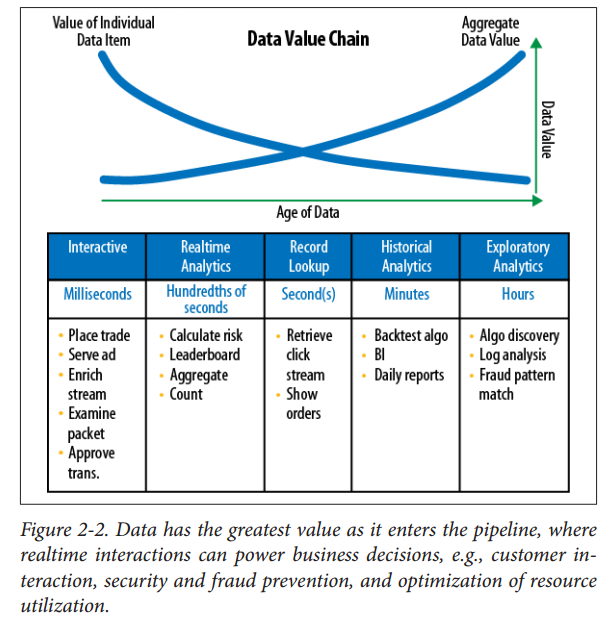 Value of Individual
Data Item
Data Value Chain
Aggregate
Data Value
Data Value
Age of Data
Interactive
Realtime
Analytics
Record
Lookup
Historical
Analytics
Exploratory
Analytics
Milliseconds
Hundredths of
seconds
Second(s)
Minutes
Hours
• Place trade
• Serve ad
• Enrich
stream
• Examine
packet
• Approve
trans.
• Calculate risk
• Leaderboard
• Aggregate
• Count
• Retrieve
click
stream
• Show
orders
• Backtest algo
• BI
• Daily reports
• Algo discovery
• Log analysis
• Fraud pattern
match
Figure 2-2. Data has the greatest value as it enters the pipeline, where
realtime interactions can power business decisions, e.g., customer in-
teraction, security and fraud prevention, and optimization of resource
utilization.